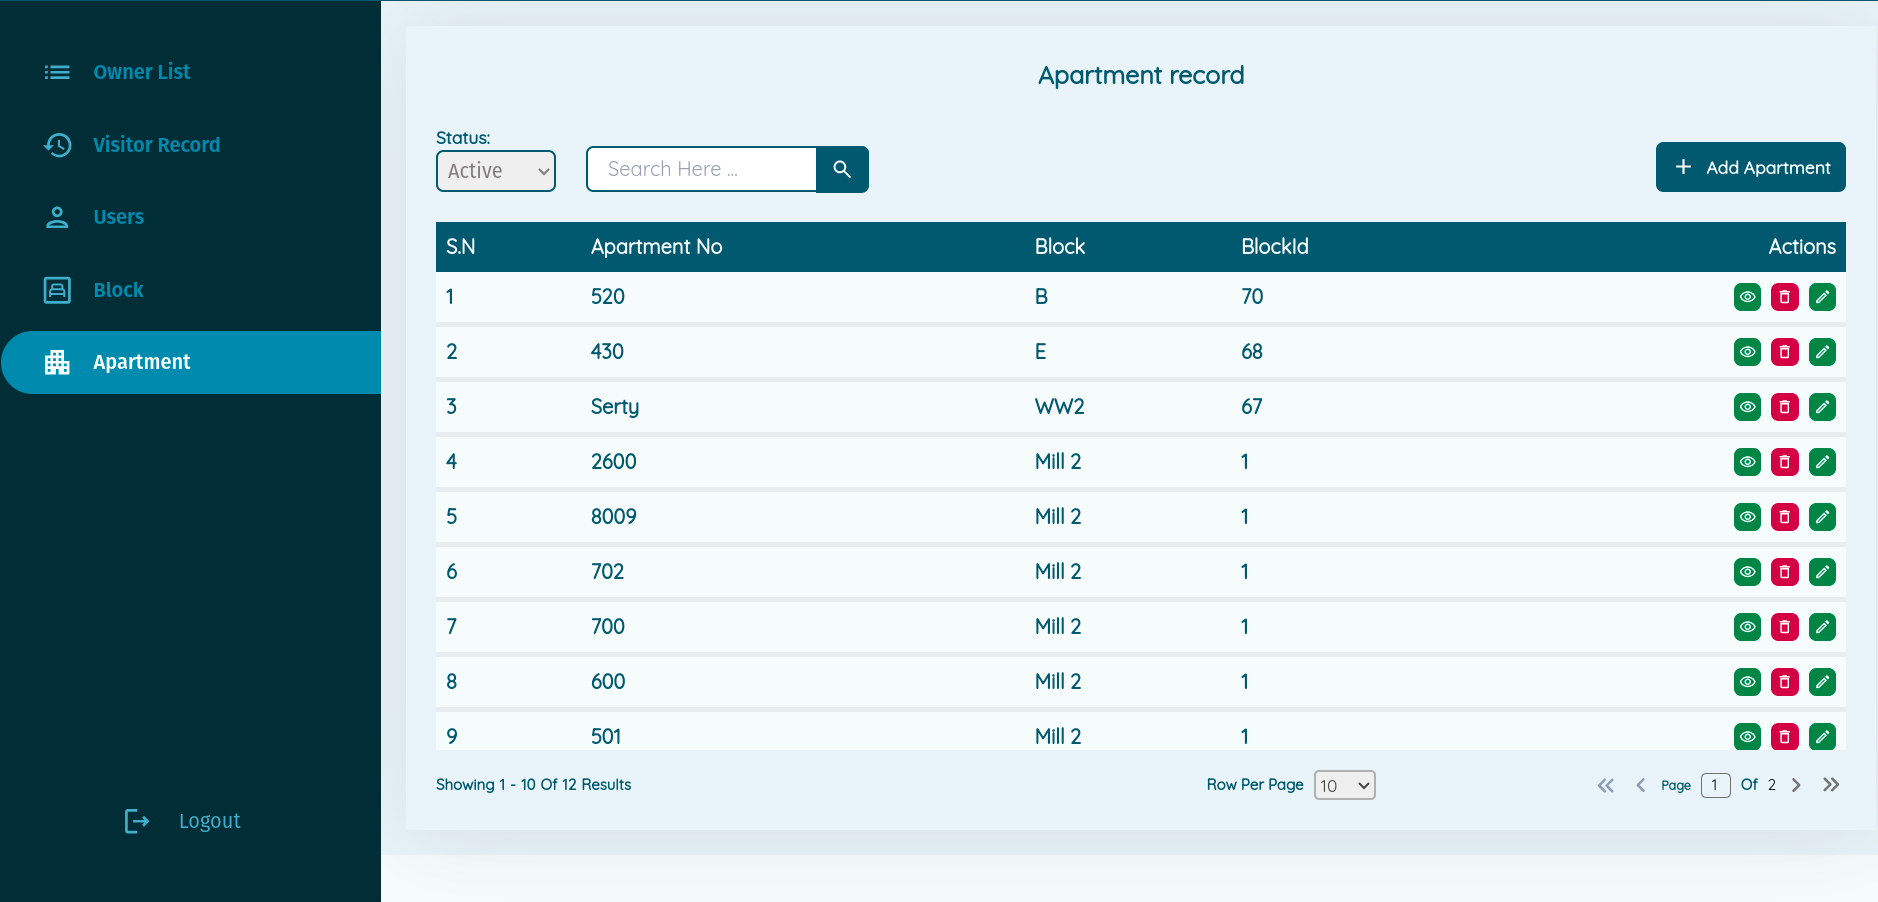 Owner List
Visitor Record
Users
Block
Apartment
Logout
Apartment record
Status:
Active
Search Here ...
Add Apartment
S.N Apartment No Block BlockId Actions
1 520 B 70
2 430 E 68
3 Serty WW2 67
4 2600 Mill 2 1
5 8009 Mill 2 1
6 702 Mill 2 1
7 700 Mill 2 1
8 600 Mill 2 1
9 501 Mill 2 1
Showing 1 - 10 Of 12 Results Row Per Page 10 Page 1 Of 2